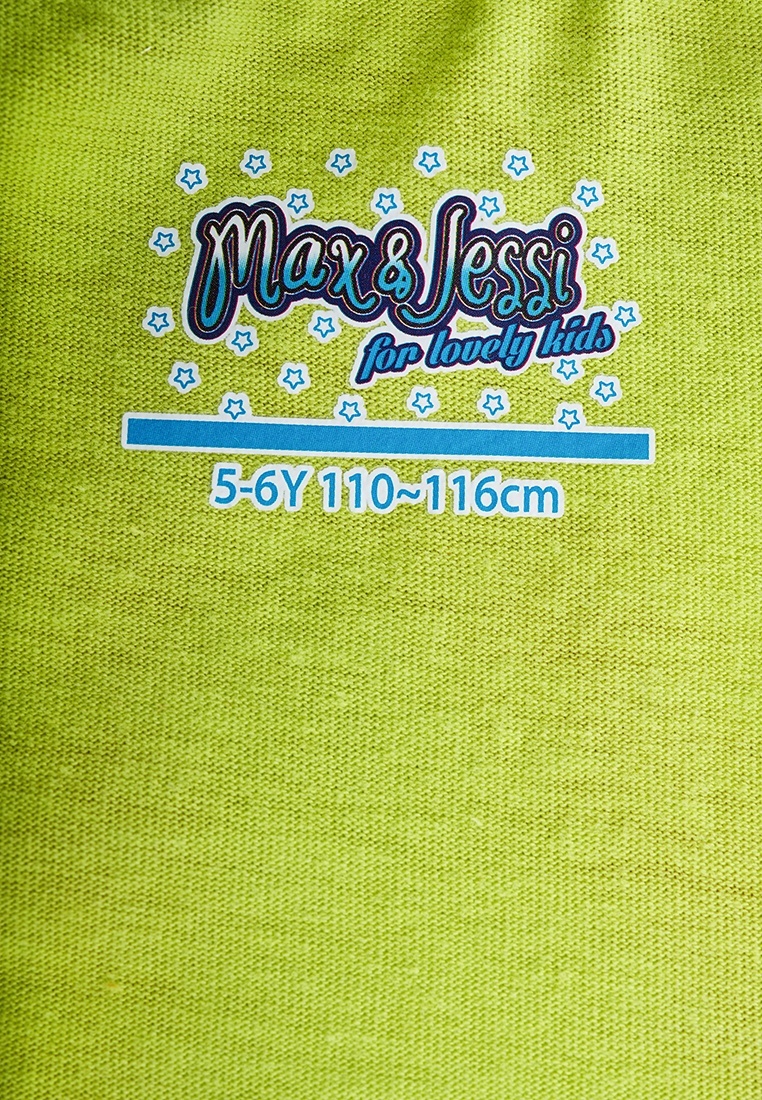 Max & Jessi
for lovely kids
5-6Y 110~116cm